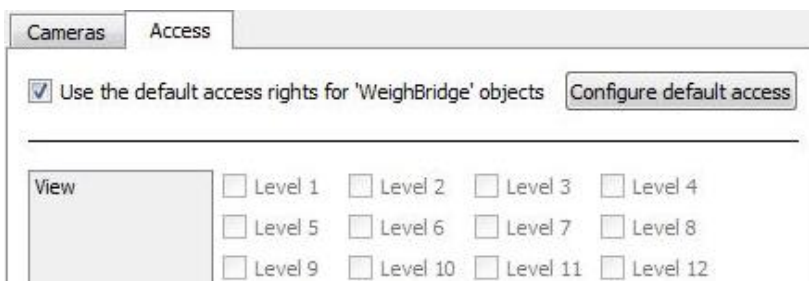 Cameras Access
Use the default access rights for 'WeighBridge' objects Configure default access
View Level 1 Level 2 Level 3 Level 4
Level 5 Level 6 Level 7 Level 8
Level 9 Level 10 Level 11 Level 12